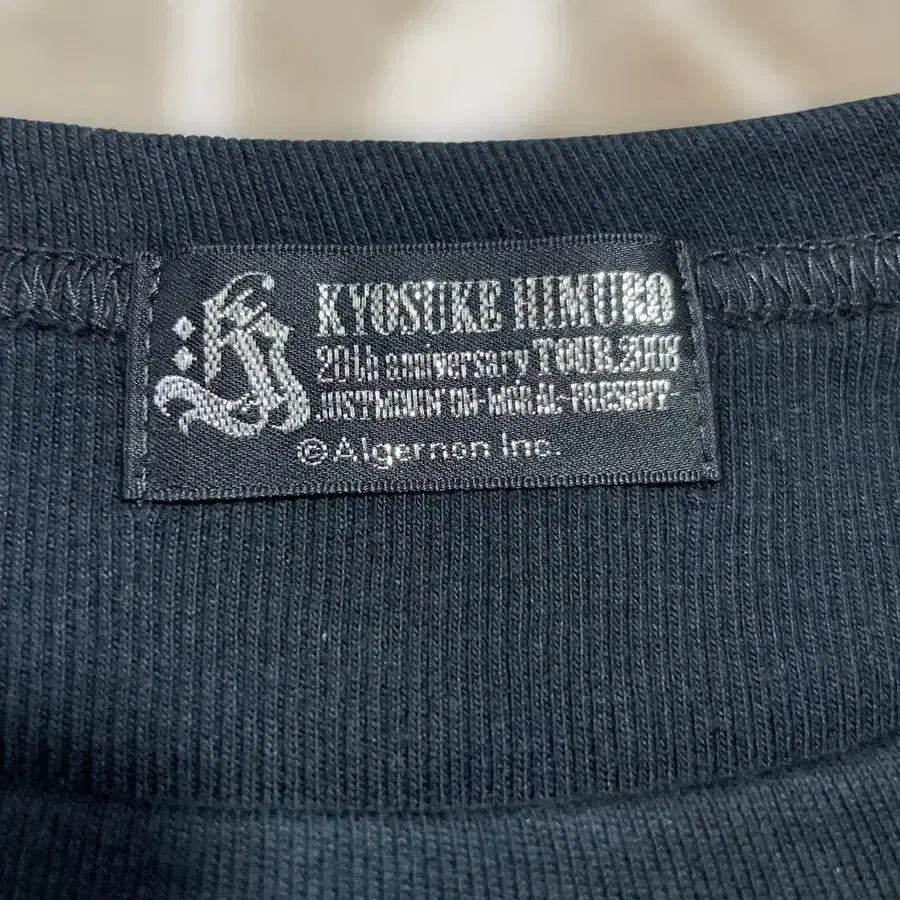 KYOSUKE HIMURO
20th anniversary TOUR 2008
JUST MOVIN' ON MORAL~PRESENT
©Algernon Inc.